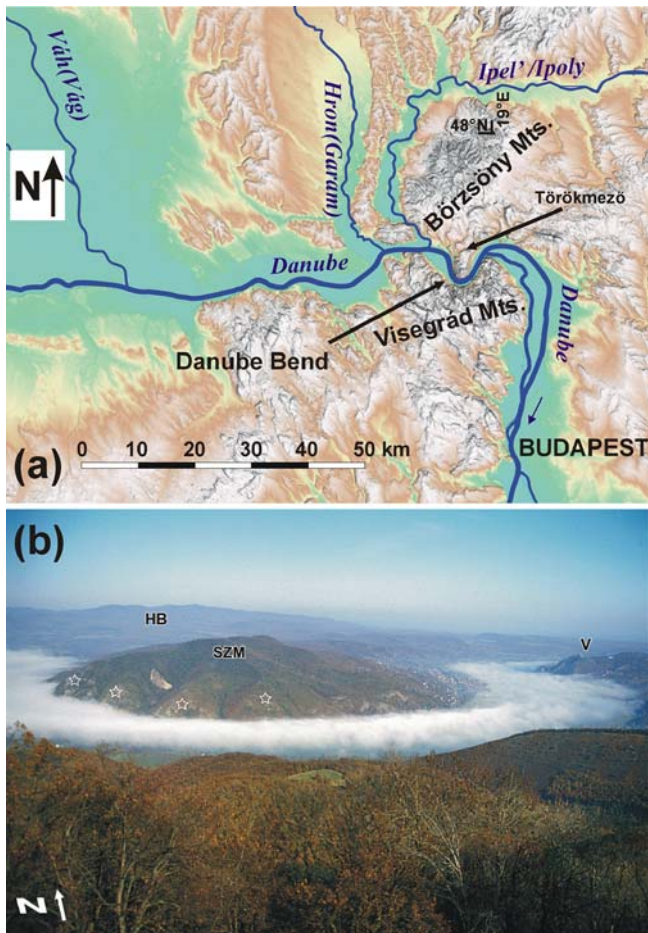 Váh(Vág)
Hron(Garam)
Ipel'/Ipoly
48°N
19°E
Börzsöny Mts.
N
Törökmező
Danube
Danube
Visegrád Mts.
Danube Bend
0 10 20 30 40 50 km
BUDAPEST
(a)
(b)
HB
SZM
V
N